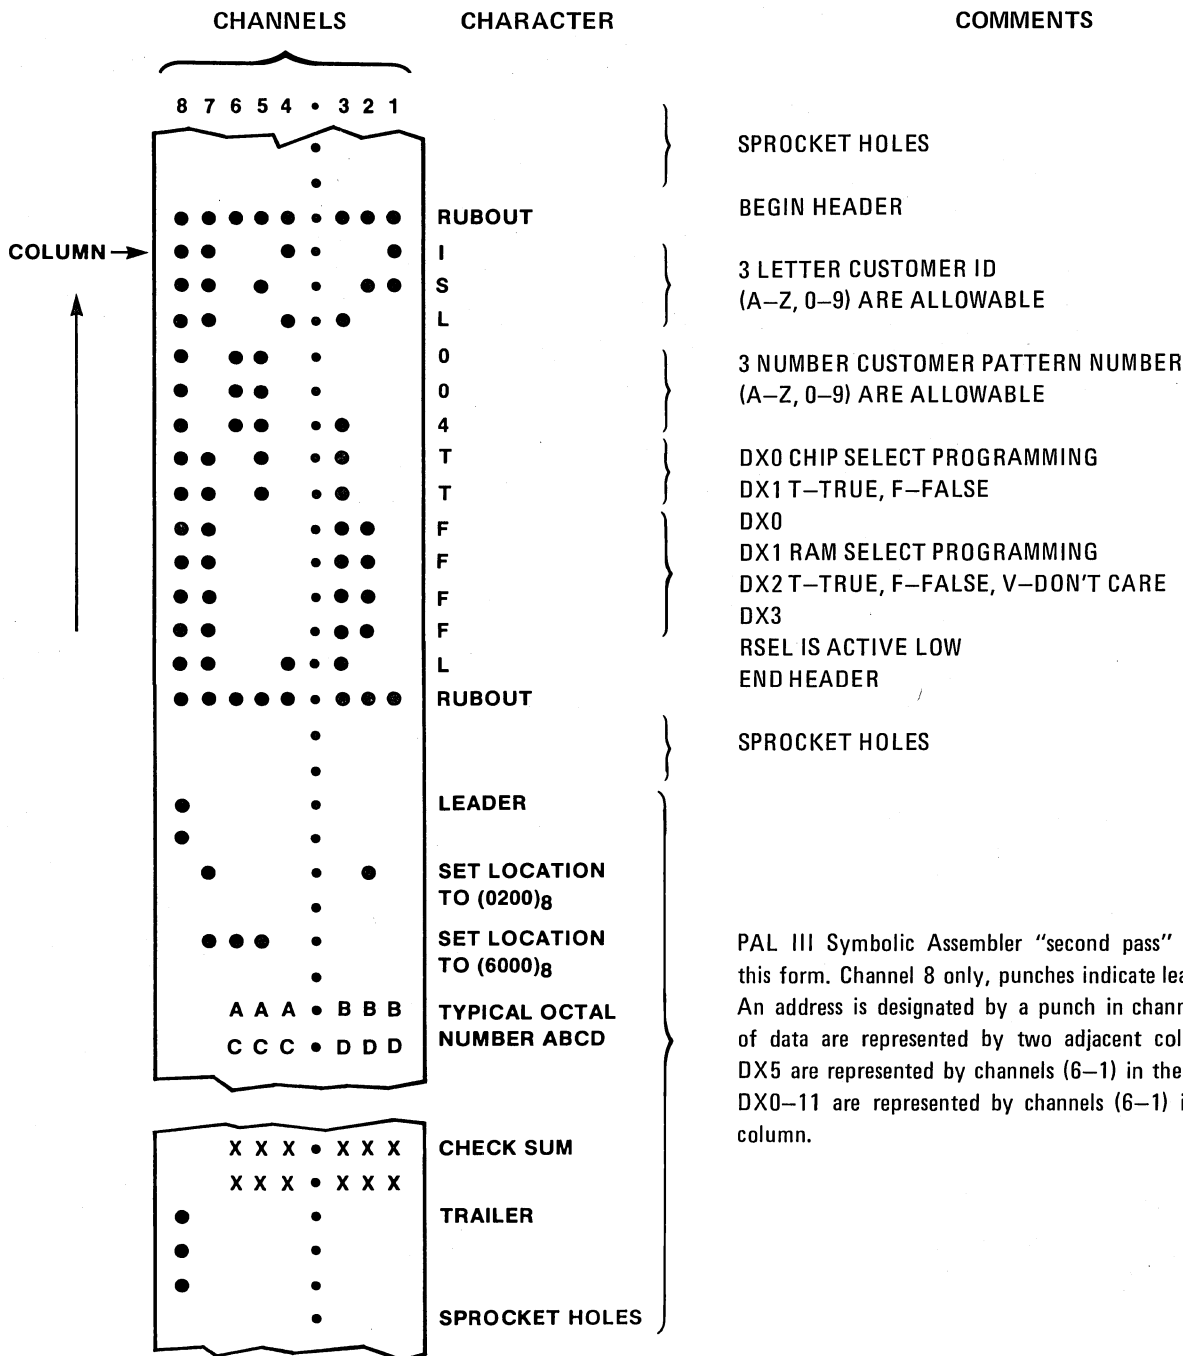 CHANNELS CHARACTER COMMENTS
8 7 6 5 4 • 3 2 1
SPROCKET HOLES
RUBOUT BEGIN HEADER
COLUMN I
S 3 LETTER CUSTOMER ID
L (A–Z, 0–9) ARE ALLOWABLE
0 3 NUMBER CUSTOMER PATTERN NUMBER
0 (A–Z, 0–9) ARE ALLOWABLE
4
T DX0 CHIP SELECT PROGRAMMING
T DX1 T–TRUE, F–FALSE
F DX0
F DX1 RAM SELECT PROGRAMMING
F DX2 T–TRUE, F–FALSE, V–DON'T CARE
F DX3
L RSEL IS ACTIVE LOW
RUBOUT END HEADER
SPROCKET HOLES
LEADER
SET LOCATION
TO (0200)8
SET LOCATION
TO (6000)8
A A A • B B B TYPICAL OCTAL
C C C • D D D NUMBER ABCD
PAL III Symbolic Assembler "second pass"
this form. Channel 8 only, punches indicate
An address is designated by a punch in
of data are represented by two adjacent
DX5 are represented by channels (6–1) in the
DX0–11 are represented by channels (6–1)
column.
X X X • X X X CHECK SUM
X X X • X X X
TRAILER
SPROCKET HOLES